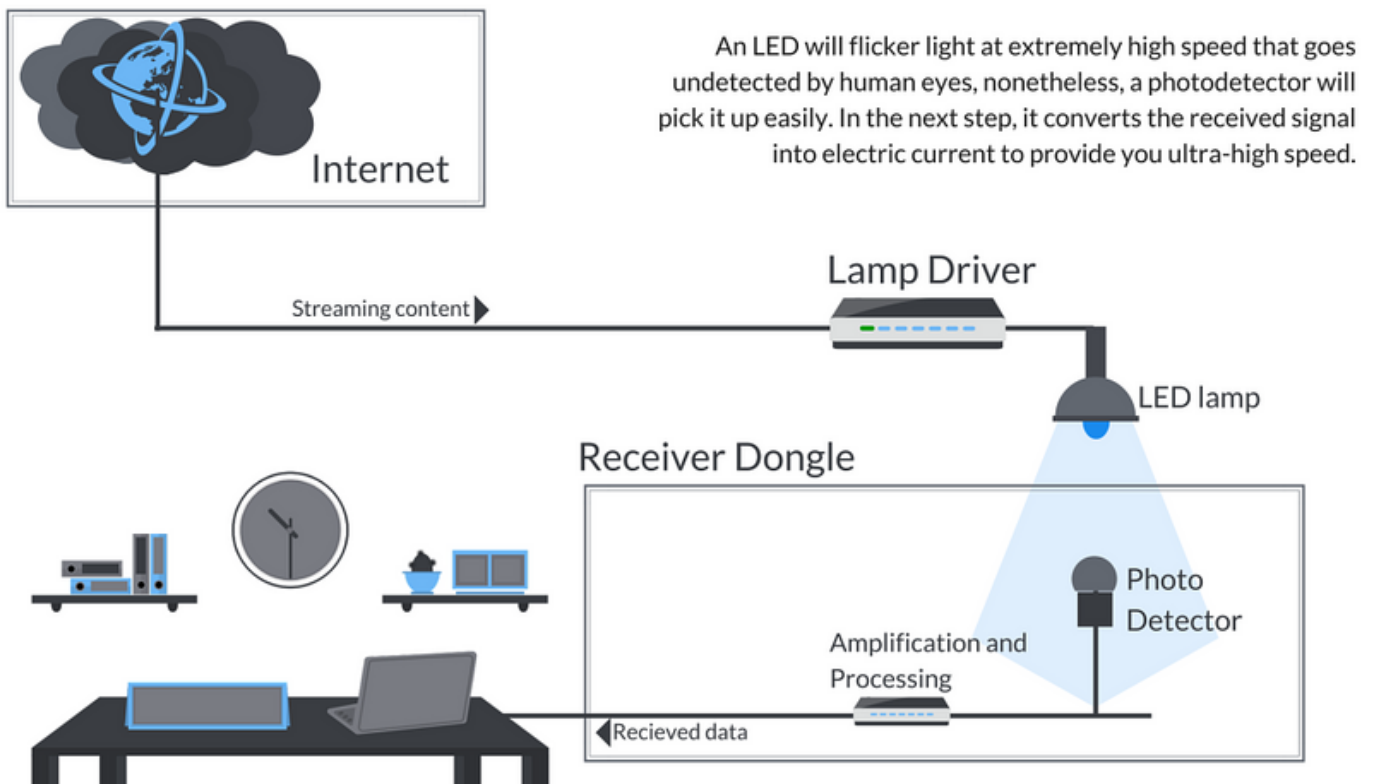 An LED will flicker light at extremely high speed that goes
undetected by human eyes, nonetheless, a photodetector will
pick it up easily. In the next step, it converts the received signal
into electric current to provide you ultra-high speed.
Internet
Lamp Driver
Streaming content
LED lamp
Receiver Dongle
Photo
Detector
Amplification and
Processing
Recieved data